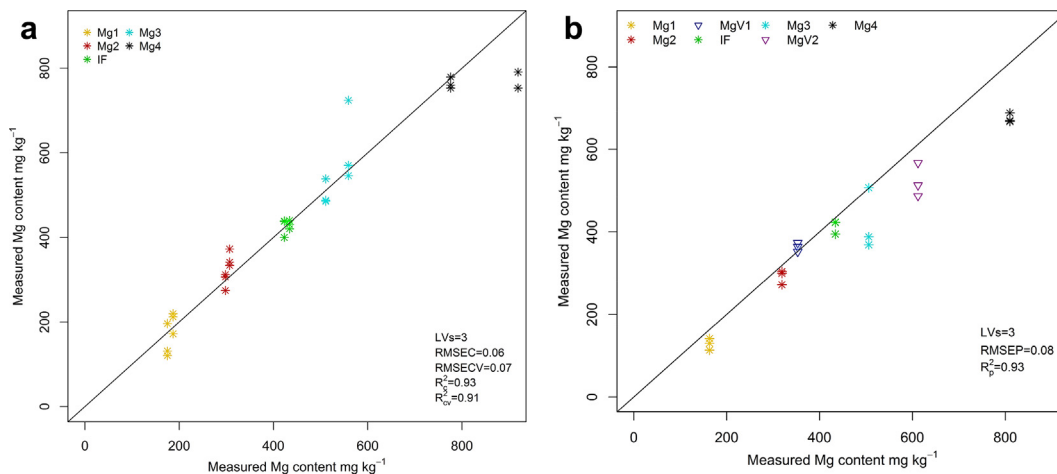 a
Mg1 Mg3
Mg2 Mg4
IF
Measured Mg content mg kg⁻¹
0 200 400 600 800
LVs=3
RMSEC=0.06
RMSECV=0.07
R²c=0.93
R²cv=0.91
0 200 400 600 800
Measured Mg content mg kg⁻¹
b
Mg1 MgV1 Mg3 Mg4
Mg2 IF MgV2
Measured Mg content mg kg⁻¹
0 200 400 600 800
LVs=3
RMSEP=0.08
R²p=0.93
0 200 400 600 800
Measured Mg content mg kg⁻¹